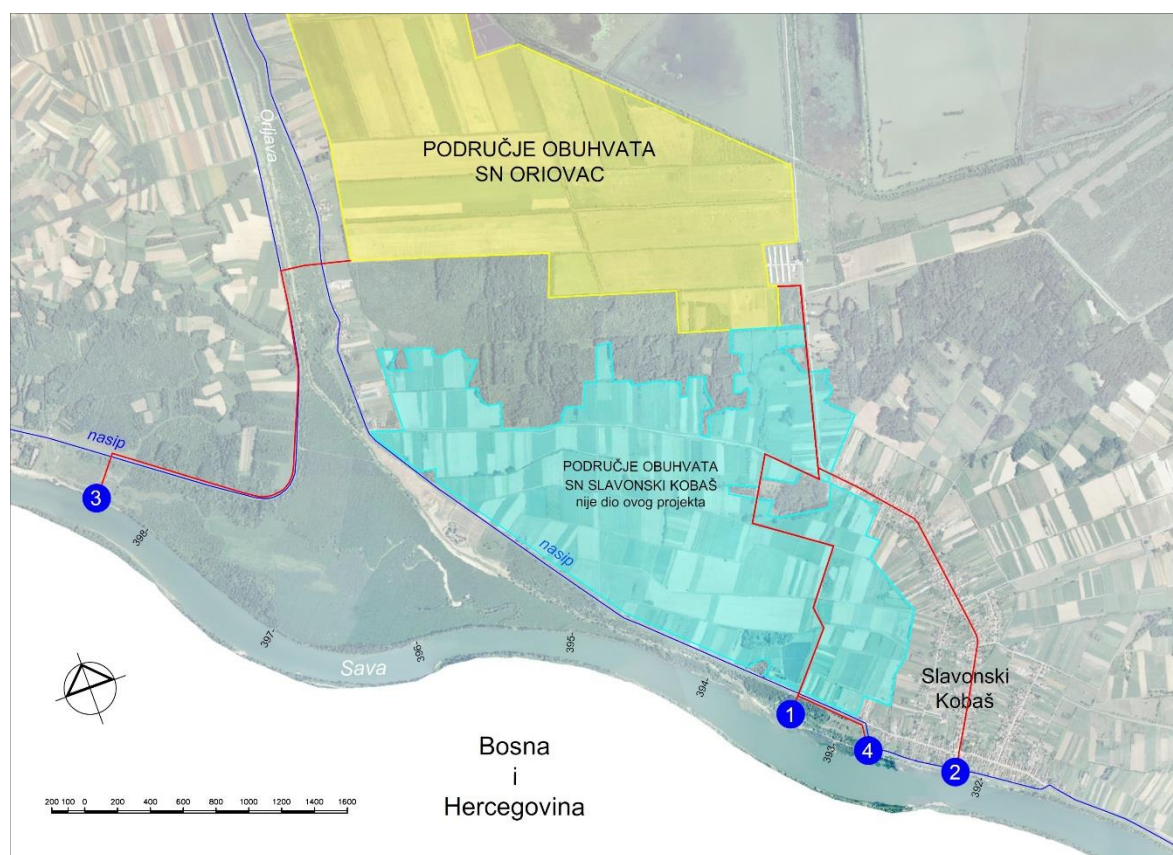 Orljava
PODRUČJE OBUHVATA
SN ORIOVAC
nasip
3
398-
PODRUČJE OBUHVATA
SN SLAVONSKI KOBAŠ
nije dio ovog projekta
nasip
397-
396-
395-
Sava
394-
Slavonski
Kobaš
1
393-
4
2
392-
Bosna
i
Hercegovina
200 100 0 200 400 600 800 1000 1200 1400 1600